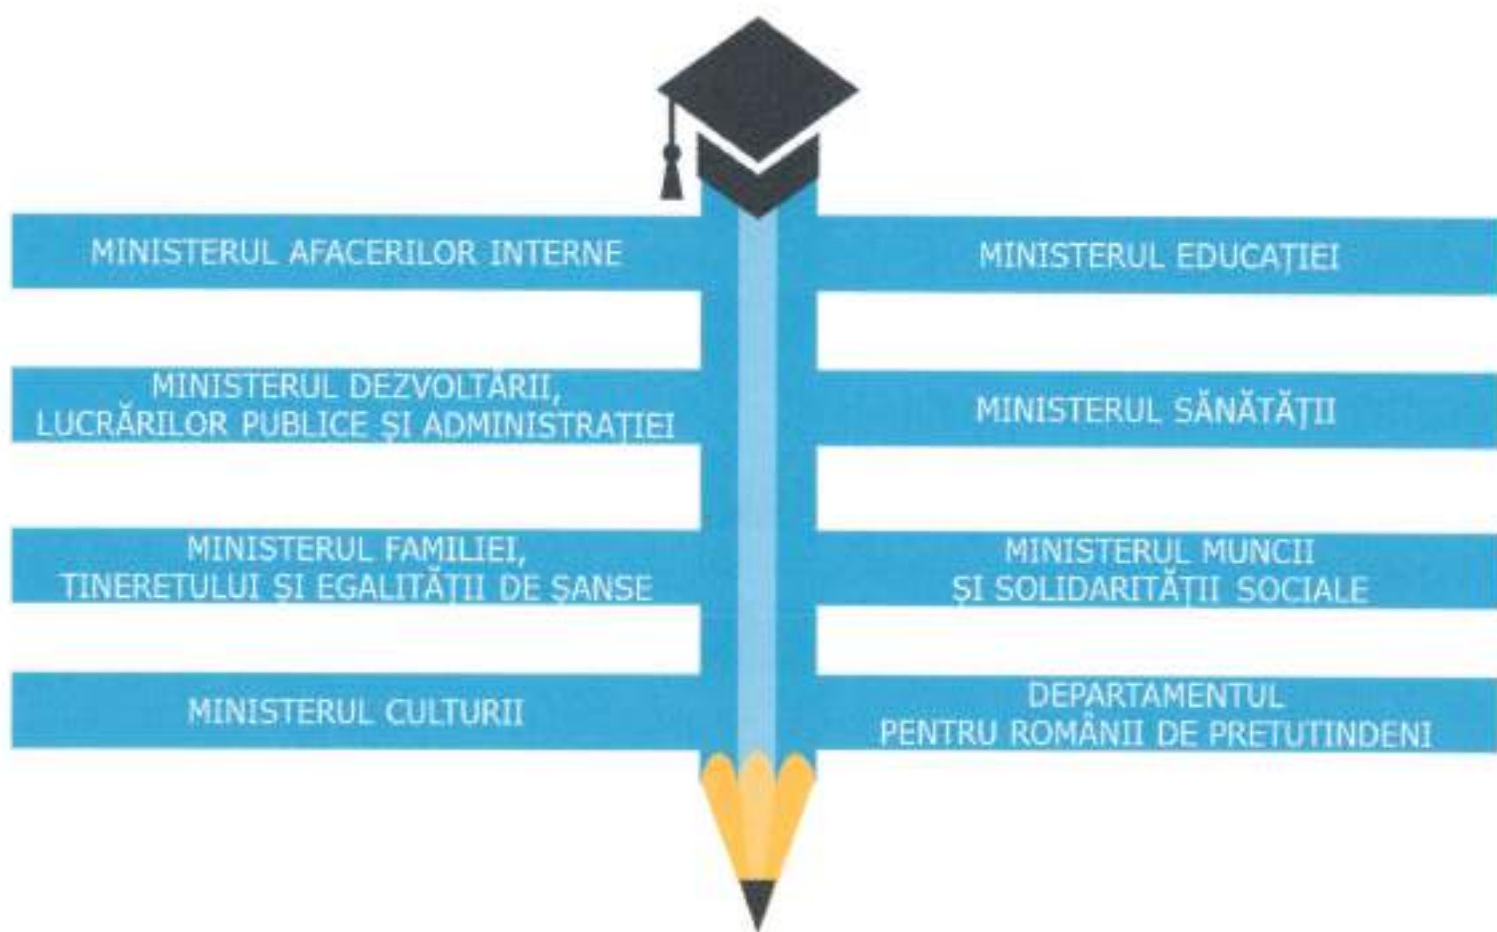 MINISTERUL AFACERILOR INTERNE
MINISTERUL EDUCAȚIEI
MINISTERUL DEZVOLTĂRII,
LUCRĂRILOR PUBLICE ȘI ADMINISTRAȚIEI
MINISTERUL SĂNĂTĂȚII
MINISTERUL FAMILIEI,
TINERETULUI ȘI EGALITĂȚII DE ȘANSE
MINISTERUL MUNCII
ȘI SOLIDARITĂȚII SOCIALE
MINISTERUL CULTURII
DEPARTAMENTUL
PENTRU ROMÂNII DE PRETUTINDENI